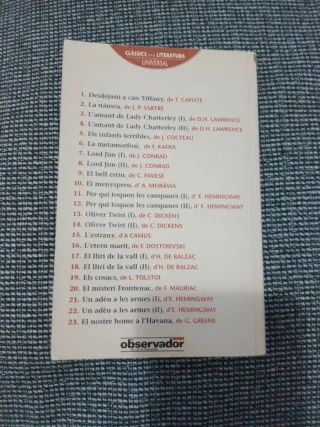 CLÀSSICS DE LA LITERATURA
UNIVERSAL
1. Desdejuni a can Tiffany, de T. CAPOTE
2. La nàusea, de J. P. SARTRE
3. L'amant de Lady Chatterley (I), de D.H. LAWRENCE
4. L'amant de Lady Chatterley (II), de D.H. LAWRENCE
5. Els infants terribles, de J. COCTEAU
6. La metamorfosi, de F. KAFKA
7. Lord Jim (I), de J. CONRAD
8. Lord Jim (II), de J. CONRAD
9. El bell estiu, de C. PAVESE
10. El menyspreu, d'A. MORÀVIA
11. Per qui toquen les campanes (I), d'E. HEMINGWAY
12. Per qui toquen les campanes (II), d'E. HEMINGWAY
13. Oliver Twist (I), de C. DICKENS
14. Oliver Twist (II), de C. DICKENS
15. L'estrany, d'A CAMUS
16. L'etern marit, de F. DOSTOIEVSKI
17. El lliri de la vall (I), d'H. DE BALZAC
18. El lliri de la vall (II), d'H. DE BALZAC
19. Els cosacs, de L. TOLSTOI
20. El misteri Frontenac, de F. MAURIAC
21. Un adéu a les armes (I), d'E. HEMINGWAY
22. Un adéu a les armes (II), d'E. HEMINGWAY
23. El nostre home a l'Havana, de G. GREENE
observador